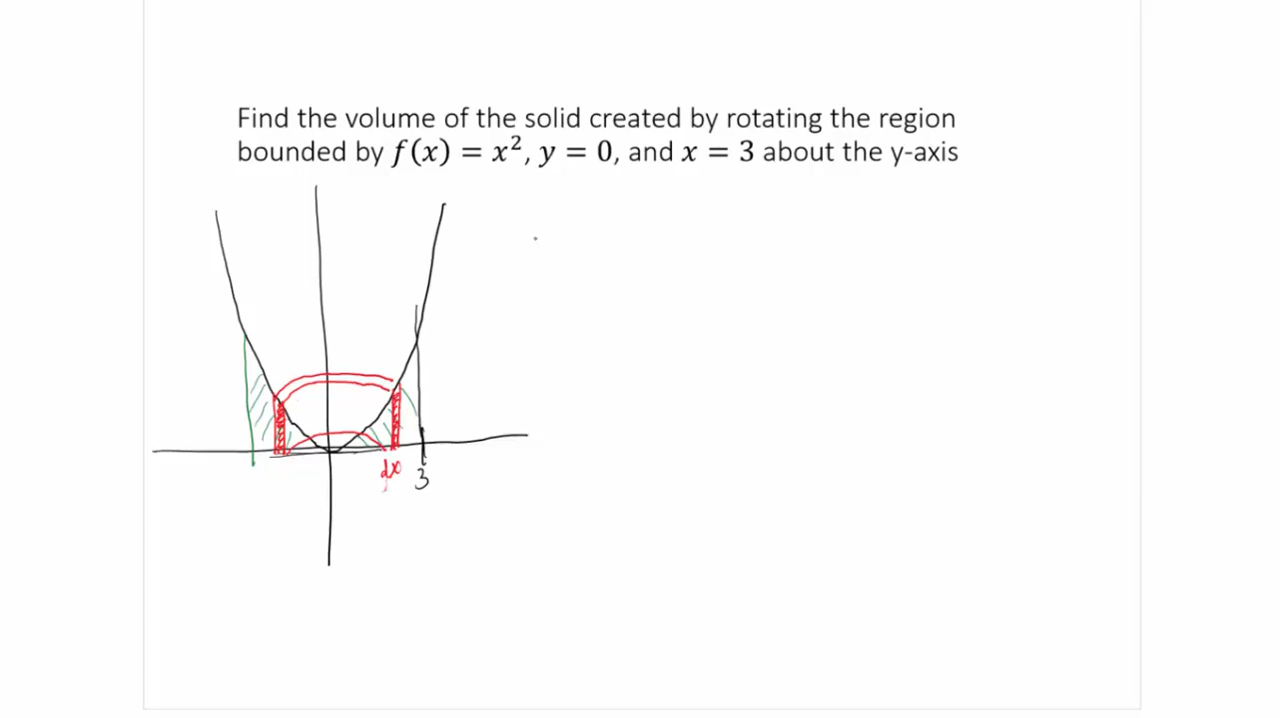 Find the volume of the solid created by rotating the region
bounded by f(x) = x², y = 0, and x = 3 about the y-axis
dx
3